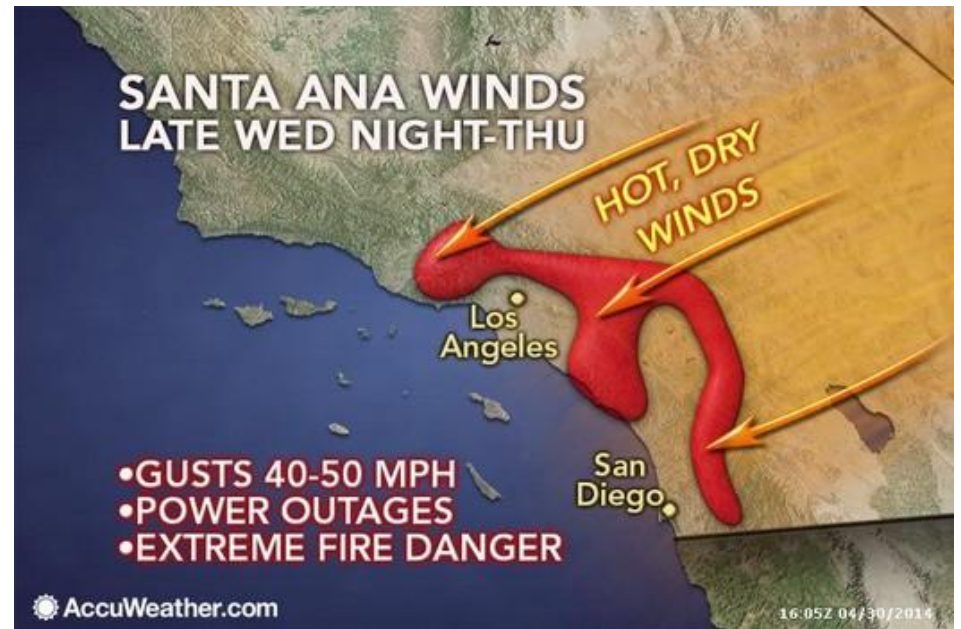 SANTA ANA WINDS
LATE WED NIGHT-THU
HOT, DRY
WINDS
Los
Angeles
San
Diego
•GUSTS 40-50 MPH
•POWER OUTAGES
•EXTREME FIRE DANGER
AccuWeather.com
16:05Z 04/30/2014